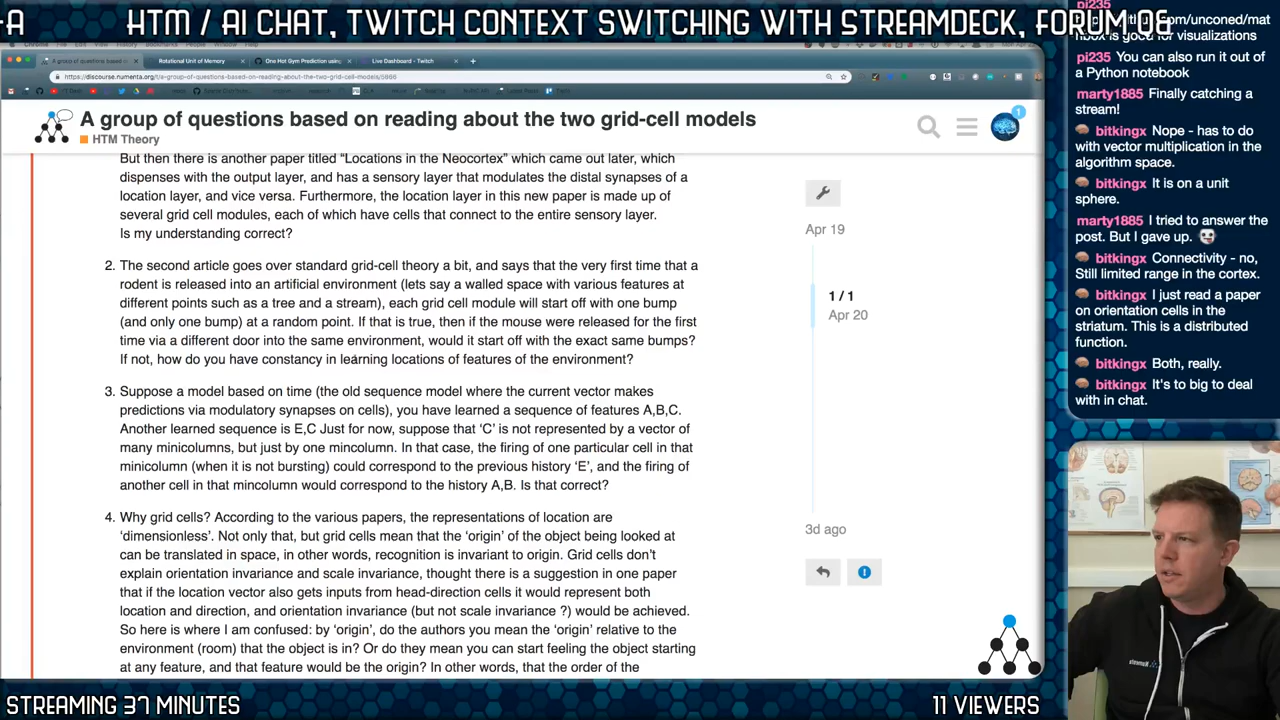 -A HTM / AI CHAT, TWITCH CONTEXT SWITCHING WITH STREAMDECK, FORUM
A group of questions based
Rotational Unit of Memory
One Hot Gym Prediction using
Live Dashboard - Twitch
A group of questions based on reading about the two grid-cell models
HTM Theory
1
But then there is another paper titled “Locations in the Neocortex” which came out later, which
dispenses with the output layer, and has a sensory layer that modulates the distal synapses of a
location layer, and vice versa. Furthermore, the location layer in this new paper is made up of
several grid cell modules, each of which have cells that connect to the entire sensory layer.
Is my understanding correct?
2. The second article goes over standard grid-cell theory a bit, and says that the very first time that a
rodent is released into an artificial environment (lets say a walled space with various features at
different points such as a tree and a stream), each grid cell module will start off with one bump
(and only one bump) at a random point. If that is true, then if the mouse were released for the first
time via a different door into the same environment, would it start off with the exact same bumps?
If not, how do you have constancy in learning locations of features of the environment?
3. Suppose a model based on time (the old sequence model where the current vector makes
predictions via modulatory synapses on cells), you have learned a sequence of features A,B,C.
Another learned sequence is E,C Just for now, suppose that ‘C’ is not represented by a vector of
many minicolumns, but just by one mincolumn. In that case, the firing of one particular cell in that
minicolumn (when it is not bursting) could correspond to the previous history ‘E’, and the firing of
another cell in that mincolumn would correspond to the history A,B. Is that correct?
4. Why grid cells? According to the various papers, the representations of location are
‘dimensionless’. Not only that, but grid cells mean that the ‘origin’ of the object being looked at
can be translated in space, in other words, recognition is invariant to origin. Grid cells don’t
explain orientation invariance and scale invariance, thought there is a suggestion in one paper
that if the location vector also gets inputs from head-direction cells it would represent both
location and direction, and orientation invariance (but not scale invariance ?) would be achieved.
So here is where I am confused: by ‘origin’, do the authors you mean the ‘origin’ relative to the
environment (room) that the object is in? Or do they mean you can start feeling the object starting
at any feature, and that feature would be the origin? In other words, that the order of the
Apr 19
1 / 1
Apr 20
3d ago
pi235
is good for visualizations
pi235 You can also run it out of
a Python notebook
marty1885 Finally catching a
stream!
bitkingx Nope - has to do
with vector multiplication in the
algorithm space.
bitkingx It is on a unit
sphere.
marty1885 I tried to answer the
post. But I gave up.
bitkingx Connectivity - no,
Still limited range in the cortex.
bitkingx I just read a paper
on orientation cells in the
striatum. This is a distributed
function.
bitkingx Both, really.
bitkingx It's to big to deal
with in chat.
STREAMING 37 MINUTES
11 VIEWERS